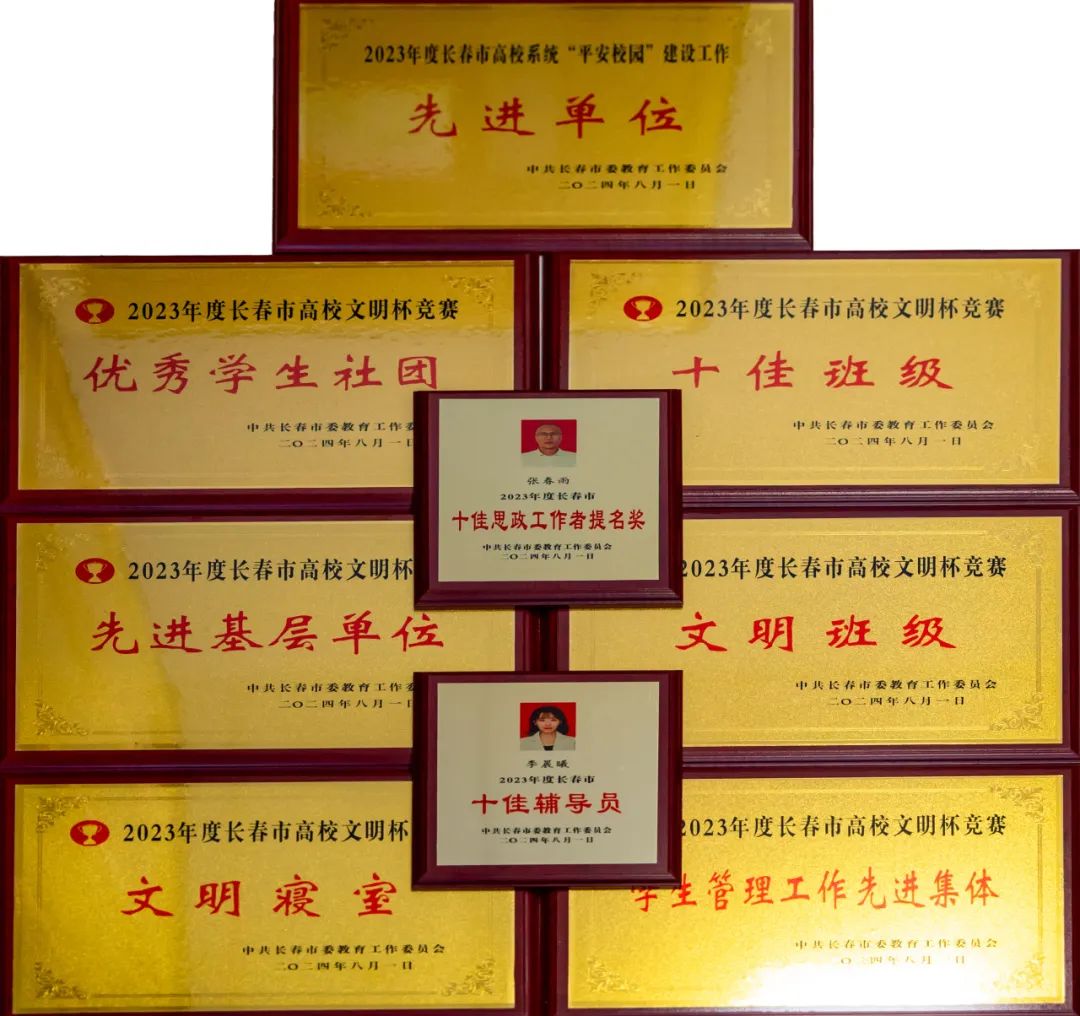 2023年度长春市高校系统“平安校园”建设工作
先进单位
中共长春市委教育工作委员会
二〇二四年八月一日
2023年度长春市高校文明杯竞赛
优秀学生社团
中共长春市委教育工作委
二〇二四年八月一日
2023年度长春市高校文明杯竞赛
十佳班级
中共长春市委教育工作委员会
二〇二四年八月一日
张春雨
2023年度长春市
十佳思政工作者提名奖
中共长春市委教育工作委员会
二〇二四年八月一日
2023年度长春市高校文明杯
先进基层单位
中共长春市委教育工作委
二〇二四年八月一
2023年度长春市高校文明杯竞赛
文明班级
中共长春市委教育工作委员会
二〇二四年八月一日
李晨曦
2023年度长春市
十佳辅导员
中共长春市委教育工作委员会
二〇二四年八月一日
2023年度长春市高校文明杯
文明寝室
中共长春市委教育工作委员会
二〇二四年八月一日
2023年度长春市高校文明杯竞赛
学生管理工作先进集体
中共长春市委教育工作委员会
〇二四年八月一日